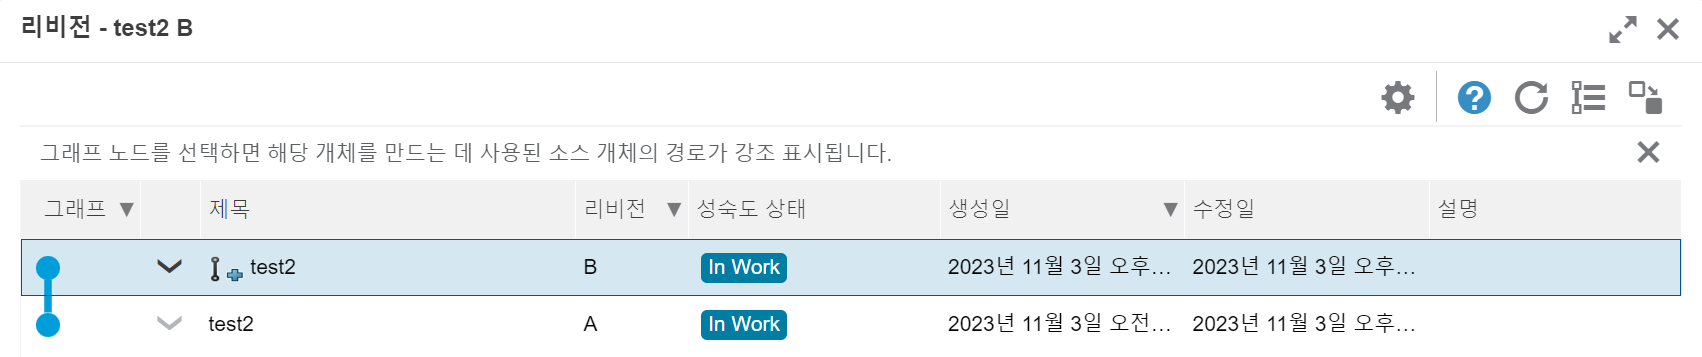 리비전 - test2 B
?
그래프 노드를 선택하면 해당 개체를 만드는 데 사용된 소스 개체의 경로가 강조 표시됩니다.
그래프 제목 리비전 성숙도 상태 생성일 수정일 설명
test2 B In Work 2023년 11월 3일 오후... 2023년 11월 3일 오후...
test2 A In Work 2023년 11월 3일 오전... 2023년 11월 3일 오후...